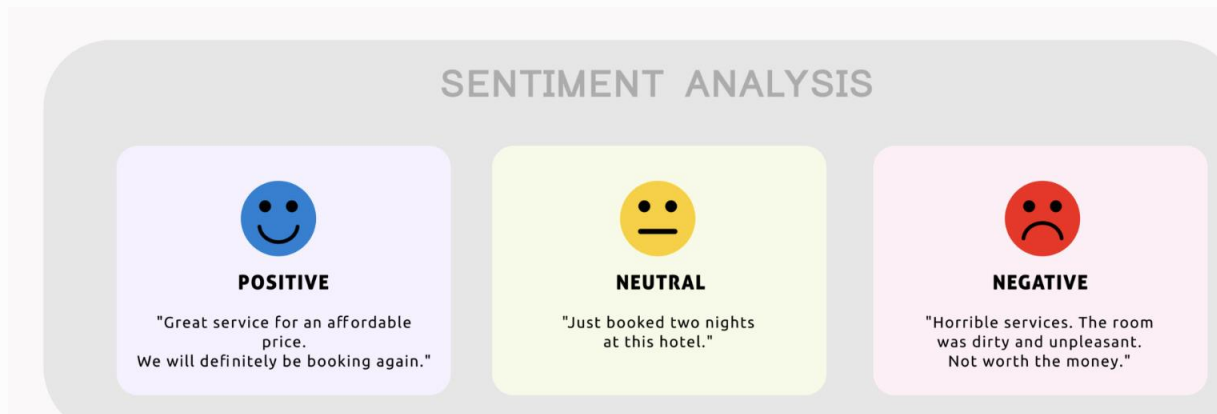 SENTIMENT ANALYSIS
POSITIVE
"Great service for an affordable
price.
We will definitely be booking again."
NEUTRAL
"Just booked two nights
at this hotel."
NEGATIVE
"Horrible services. The room
was dirty and unpleasant.
Not worth the money."